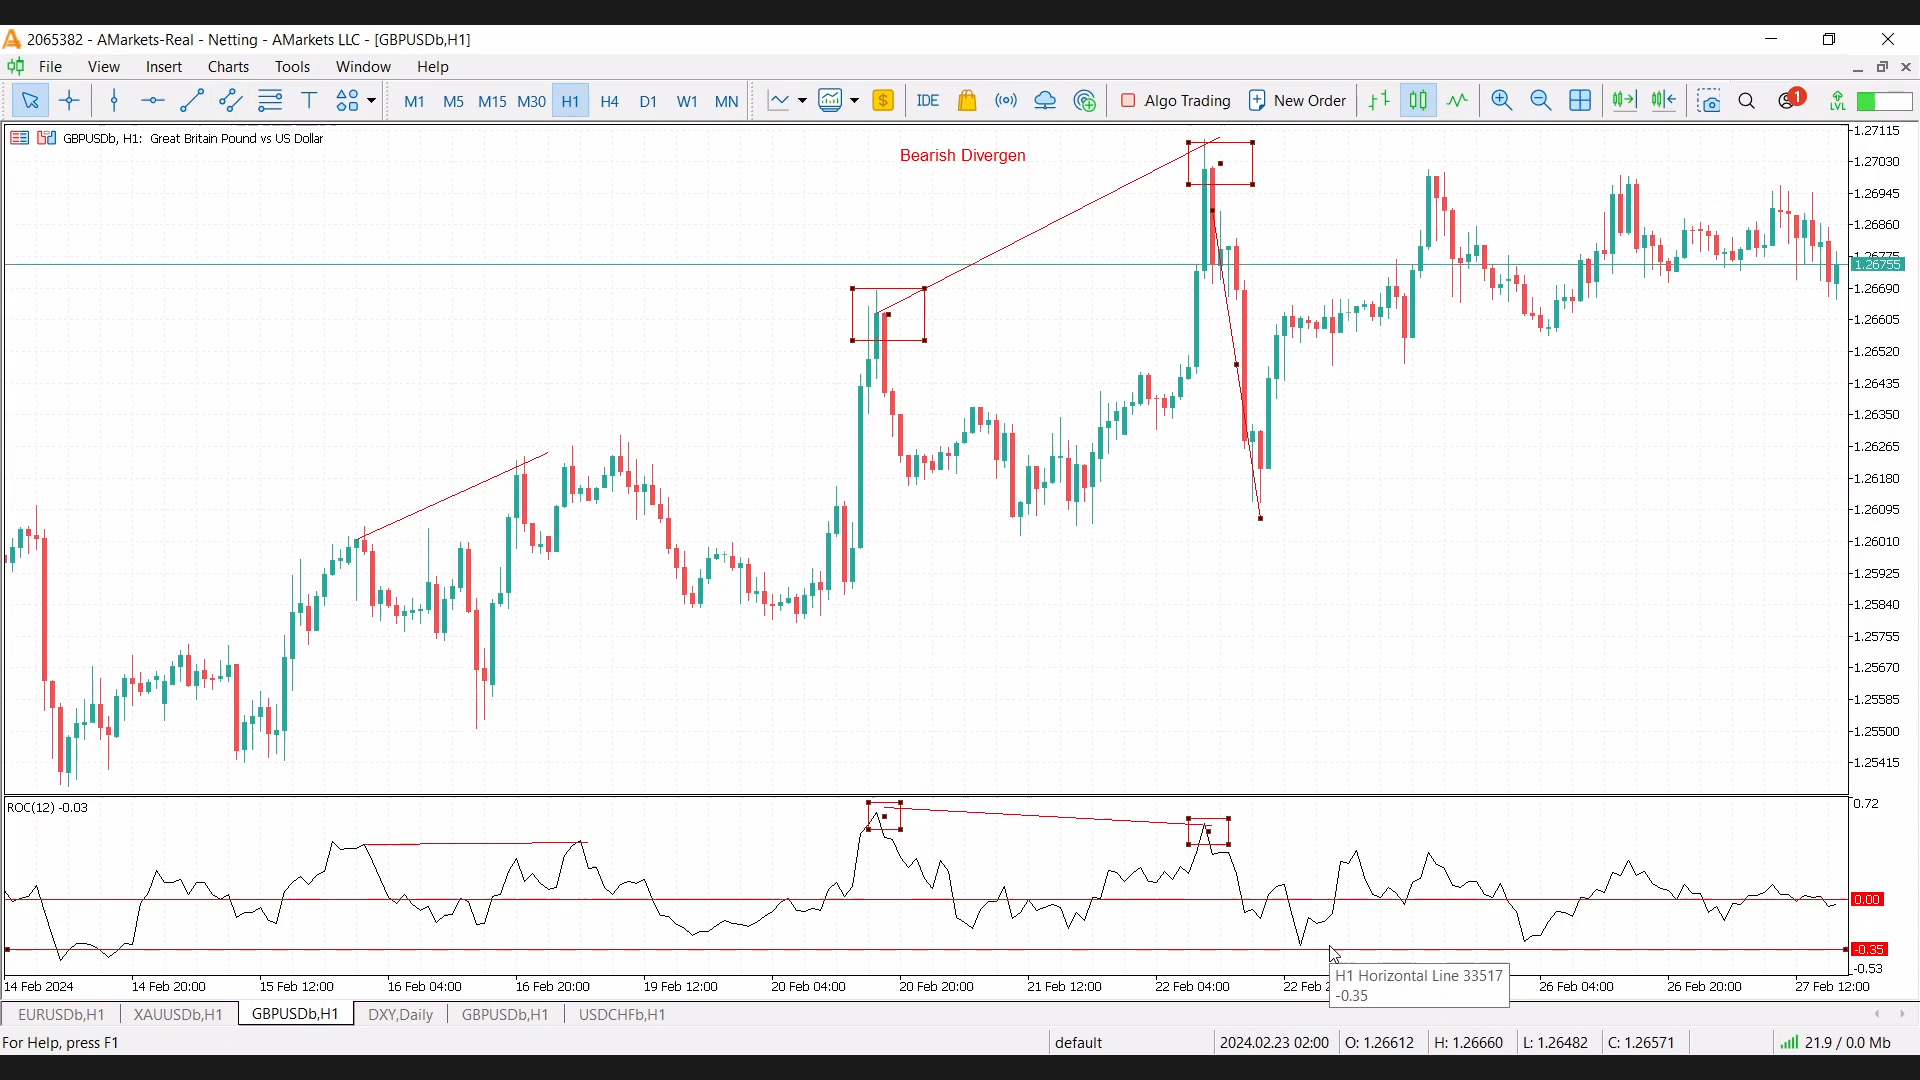 2065382 - AMarkets-Real - Netting - AMarkets LLC - [GBPUSDb,H1]
File View Insert Charts Tools Window Help
M1 M5 M15 M30 H1 H4 D1 W1 MN IDE Algo Trading New Order 1 LVL
GBPUSDb, H1: Great Britain Pound vs US Dollar
Bearish Divergen
1.27115
1.27030
1.26945
1.26860
1.26775
1.26755
1.26690
1.26605
1.26520
1.26435
1.26350
1.26265
1.26180
1.26095
1.26010
1.25925
1.25840
1.25755
1.25670
1.25585
1.25500
1.25415
ROC(12) -0.03
0.72
0.00
-0.35
-0.53
H1 Horizontal Line 33517
-0.35
14 Feb 2024 14 Feb 20:00 15 Feb 12:00 16 Feb 04:00 16 Feb 20:00 19 Feb 12:00 20 Feb 04:00 20 Feb 20:00 21 Feb 12:00 22 Feb 04:00 22 Feb 2 26 Feb 04:00 26 Feb 20:00 27 Feb 12:00
EURUSDb,H1 XAUUSDb,H1 GBPUSDb,H1 DXY,Daily GBPUSDb,H1 USDCHFb,H1
For Help, press F1 default 2024.02.23 02:00 O: 1.26612 H: 1.26660 L: 1.26482 C: 1.26571 21.9 / 0.0 Mb